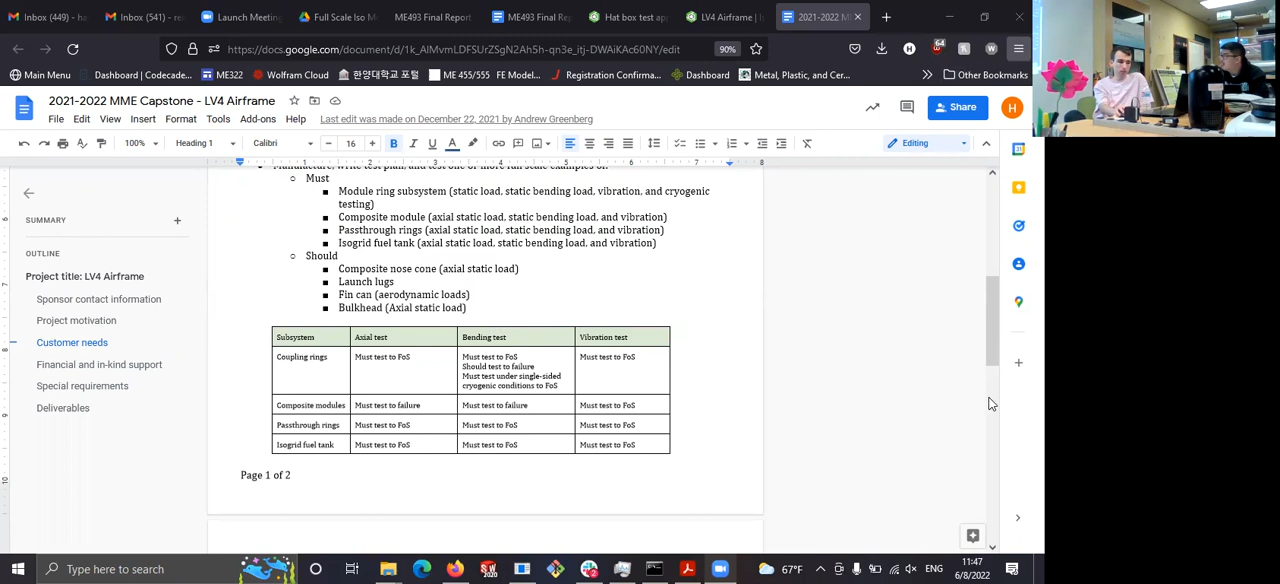 Inbox (449) - ha
Inbox (541) - re
Launch Meeting
Full Scale Iso M
ME493 Final Report
ME493 Final Rep
Hat box test ap
LV4 Airframe | I
2021-2022 MM
https://docs.google.com/document/d/1k_AlMvmLDFSUrZSgN2Ah5h-qn3e_itj-DWAiKAc60NY/edit
90%
64
Main Menu
Dashboard | Codecade...
ME322
Wolfram Cloud
한양대학교 포털
ME 455/555
FE Model...
Registration Confirma...
Dashboard
Metal, Plastic, and Cer...
Other Bookmarks
2021-2022 MME Capstone - LV4 Airframe
Share
H
File Edit View Insert Format Tools Add-ons Help
Last edit was made on December 22, 2021 by Andrew Greenberg
100%
Heading 1
Calibri
16
B I U A
Editing
1 2 3 4 5 6 7 8
SUMMARY
OUTLINE
Project title: LV4 Airframe
Sponsor contact information
Project motivation
Customer needs
Financial and in-kind support
Special requirements
Deliverables
Must
Module ring subsystem (static load, static bending load, vibration, and cryogenic
testing)
Composite module (axial static load, static bending load, and vibration)
Passthrough rings (axial static load, static bending load, and vibration)
Isogrid fuel tank (axial static load, static bending load, and vibration)
Should
Composite nose cone (axial static load)
Launch lugs
Fin can (aerodynamic loads)
Bulkhead (Axial static load)
Subsystem Axial test Bending test Vibration test
Coupling rings Must test to FoS Must test to FoS Must test to FoS
Should test to failure
Must test under single-sided
cryogenic conditions to FoS
Composite modules Must test to failure Must test to failure Must test to FoS
Passthrough rings Must test to FoS Must test to FoS Must test to FoS
Isogrid fuel tank Must test to FoS Must test to FoS Must test to FoS
Page 1 of 2
Type here to search
67°F
ENG
11:47
6/8/2022